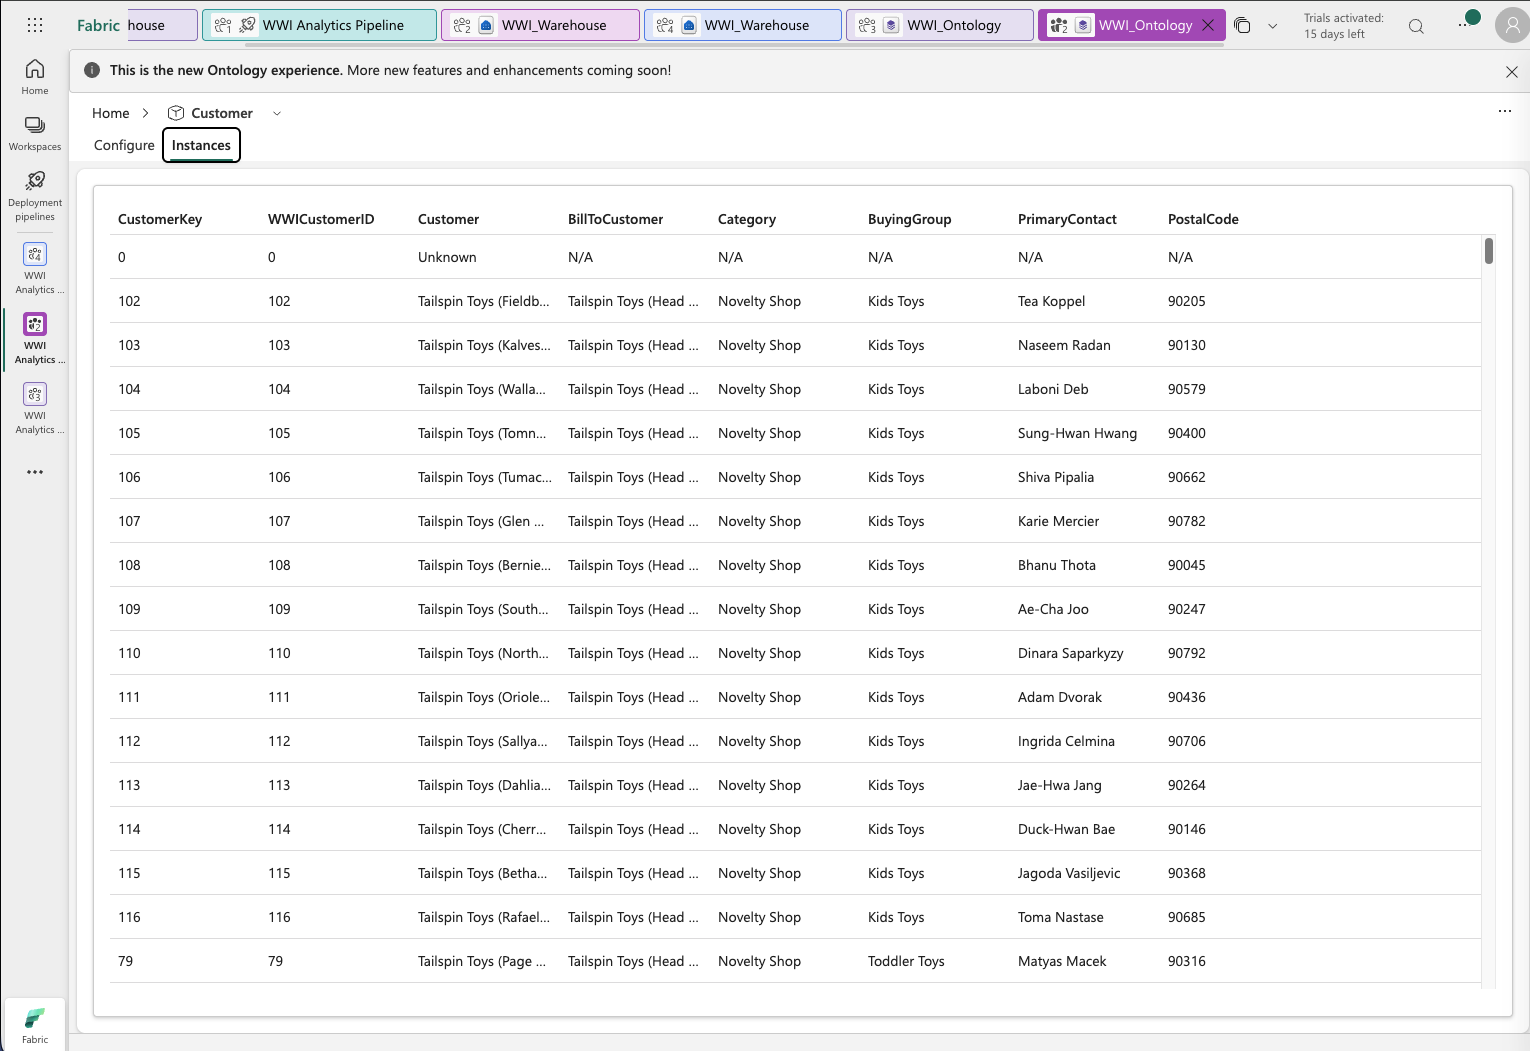 Fabric
house
1 WWI Analytics Pipeline
2 WWI_Warehouse
4 WWI_Warehouse
3 WWI_Ontology
2 WWI_Ontology
Trials activated:
15 days left
Home
Workspaces
Deployment
pipelines
4
WWI
Analytics ...
2
WWI
Analytics ...
3
WWI
Analytics ...
Fabric
This is the new Ontology experience. More new features and enhancements coming soon!
Home > Customer
Configure Instances
CustomerKey WWICustomerID Customer BillToCustomer Category BuyingGroup PrimaryContact PostalCode
0 0 Unknown N/A N/A N/A N/A N/A
102 102 Tailspin Toys (Fieldb... Tailspin Toys (Head ... Novelty Shop Kids Toys Tea Koppel 90205
103 103 Tailspin Toys (Kalves... Tailspin Toys (Head ... Novelty Shop Kids Toys Naseem Radan 90130
104 104 Tailspin Toys (Walla... Tailspin Toys (Head ... Novelty Shop Kids Toys Laboni Deb 90579
105 105 Tailspin Toys (Tomn... Tailspin Toys (Head ... Novelty Shop Kids Toys Sung-Hwan Hwang 90400
106 106 Tailspin Toys (Tumac... Tailspin Toys (Head ... Novelty Shop Kids Toys Shiva Pipalia 90662
107 107 Tailspin Toys (Glen ... Tailspin Toys (Head ... Novelty Shop Kids Toys Karie Mercier 90782
108 108 Tailspin Toys (Bernie... Tailspin Toys (Head ... Novelty Shop Kids Toys Bhanu Thota 90045
109 109 Tailspin Toys (South... Tailspin Toys (Head ... Novelty Shop Kids Toys Ae-Cha Joo 90247
110 110 Tailspin Toys (North... Tailspin Toys (Head ... Novelty Shop Kids Toys Dinara Saparkyzy 90792
111 111 Tailspin Toys (Oriole... Tailspin Toys (Head ... Novelty Shop Kids Toys Adam Dvorak 90436
112 112 Tailspin Toys (Sallya... Tailspin Toys (Head ... Novelty Shop Kids Toys Ingrida Celmina 90706
113 113 Tailspin Toys (Dahlia... Tailspin Toys (Head ... Novelty Shop Kids Toys Jae-Hwa Jang 90264
114 114 Tailspin Toys (Cherr... Tailspin Toys (Head ... Novelty Shop Kids Toys Duck-Hwan Bae 90146
115 115 Tailspin Toys (Betha... Tailspin Toys (Head ... Novelty Shop Kids Toys Jagoda Vasiljevic 90368
116 116 Tailspin Toys (Rafael... Tailspin Toys (Head ... Novelty Shop Kids Toys Toma Nastase 90685
79 79 Tailspin Toys (Page ... Tailspin Toys (Head ... Novelty Shop Toddler Toys Matyas Macek 90316